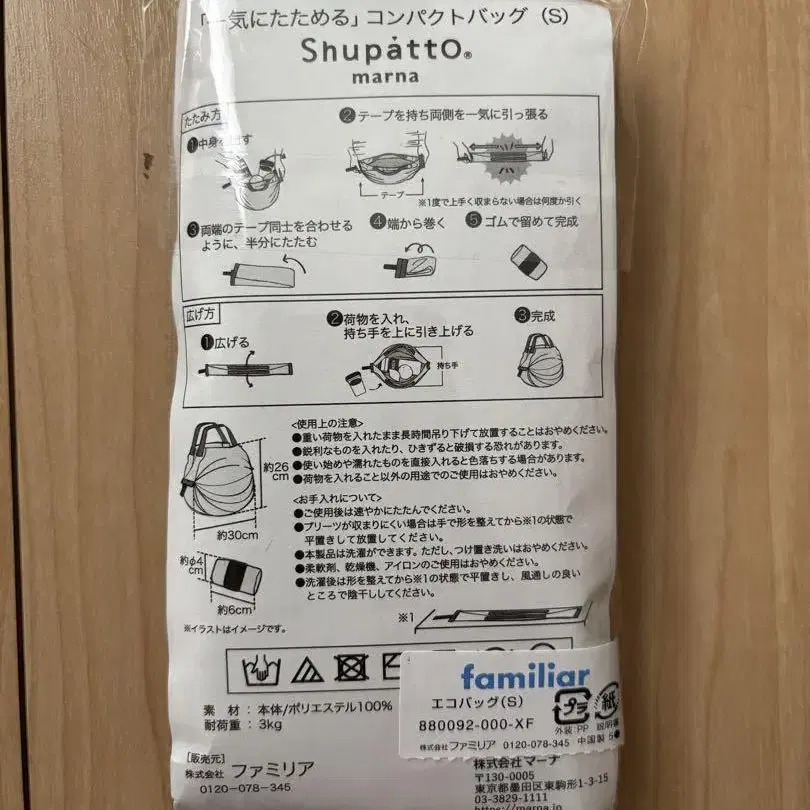 「一気にたためる」コンパクトバッグ（S）
Shupatto®
marna
たたみ方
❶中身を出す
❷テープを持ち両側を一気に引っ張る
テープ
※1度で上手く収まらない場合は何度か引く
❸両端のテープ同士を合わせる
ように、半分にたたむ
❹端から巻く
❺ゴムで留めて完成
広げ方
❶広げる
❷荷物を入れ、
持ち手を上に引き上げる
持ち手
❸完成
約26
cm
約30cm
約φ4
cm
約6cm
※イラストはイメージです。
<使用上の注意>
●重い荷物を入れたまま長時間吊り下げて放置することはおやめください。
●鋭利なものを入れたり、ひきずると破損する恐れがあります。
●使い始めや濡れたものを直接入れると色落ちする場合があります。
●荷物を入れること以外の用途でのご使用はおやめください。
<お手入れについて>
●ご使用後は速やかにたたんでください。
●プリーツが収まりにくい場合は手で形を整えてから※1の状態で
平置きして放置してください。
●本製品は洗濯ができます。ただし、つけ置き洗いはおやめください。
●柔軟剤、乾燥機、アイロンのご使用はおやめください。
●洗濯後は形を整えてから※1の状態で平置きし、風通しの良い
ところで陰干ししてください。
※1
素 材：本体/ポリエステル100%
耐荷重：3kg
[販売元]
株式会社 ファミリア
0120-078-345
familiar
エコバッグ(S)
880092-000-XF
株式会社ファミリア 0120-078-345
プラ
外装:PP
紙
説明書
中国製
株式会社マーナ
〒130-0005
東京都墨田区東駒形1-3-15
03-3829-1111
https://marna.jp